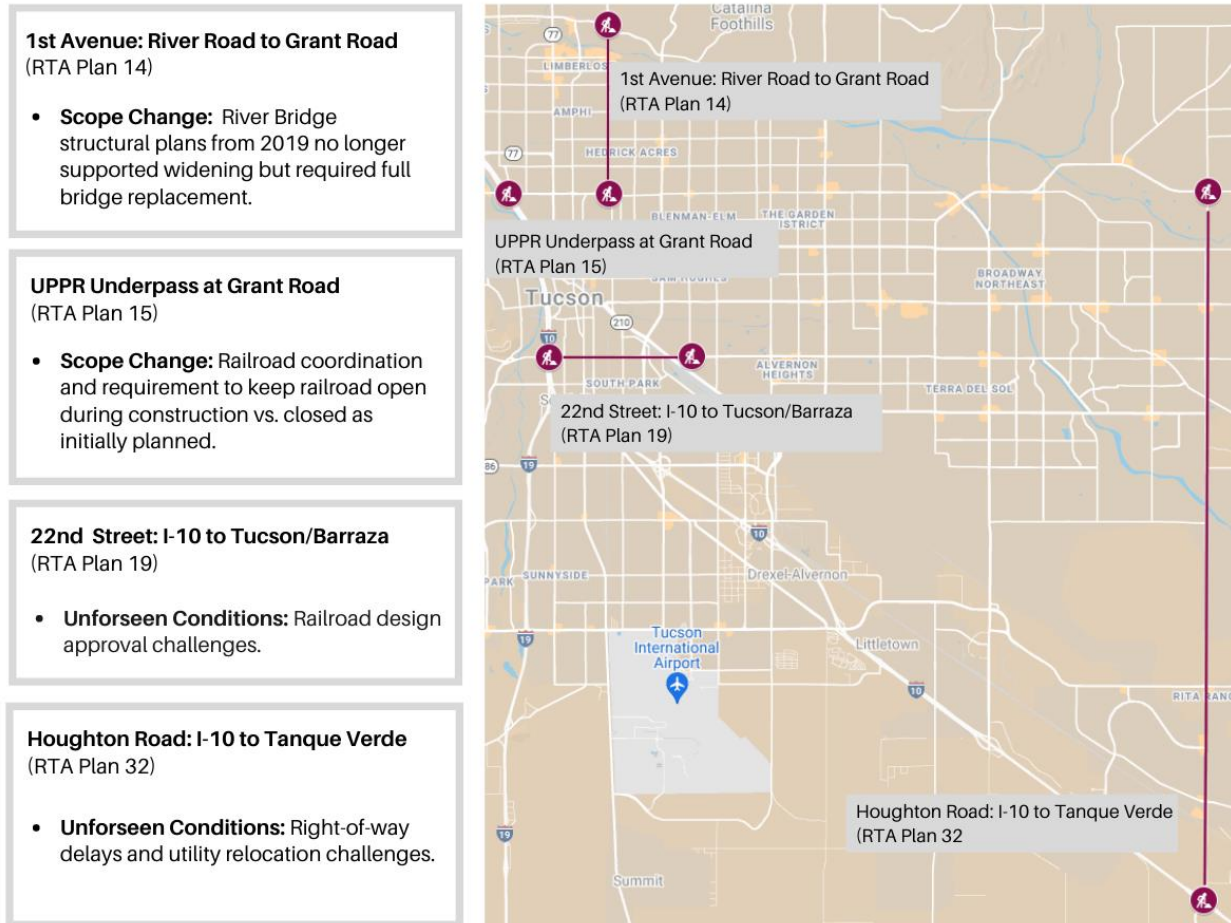 1st Avenue: River Road to Grant Road
(RTA Plan 14)
• Scope Change: River Bridge
structural plans from 2019 no longer
supported widening but required full
bridge replacement.
UPPR Underpass at Grant Road
(RTA Plan 15)
• Scope Change: Railroad coordination
and requirement to keep railroad open
during construction vs. closed as
initially planned.
22nd Street: I-10 to Tucson/Barraza
(RTA Plan 19)
• Unforseen Conditions: Railroad design
approval challenges.
Houghton Road: I-10 to Tanque Verde
(RTA Plan 32)
• Unforseen Conditions: Right-of-way
delays and utility relocation challenges.
Catalina
Foothills
77
LIMBERLOS
1st Avenue: River Road to Grant Road
(RTA Plan 14)
AMPHI
77
HEDRICK ACRES
BLENMAN-ELM
THE GARDEN
DISTRICT
UPPR Underpass at Grant Road
(RTA Plan 15)
SAM HUGHES
BROADWAY
NORTHEAST
Tucson
210
10
ALVERNON
HEIGHTS
SOUTH PARK
TERRA DEL SOL
22nd Street: I-10 to Tucson/Barraza
(RTA Plan 19)
86
19
10
PARK
SUNNYSIDE
Drexel-Alvernon
19
Tucson
International
Airport
Littletown
10
RITA RAN
Houghton Road: I-10 to Tanque Verde
(RTA Plan 32
19
Summit